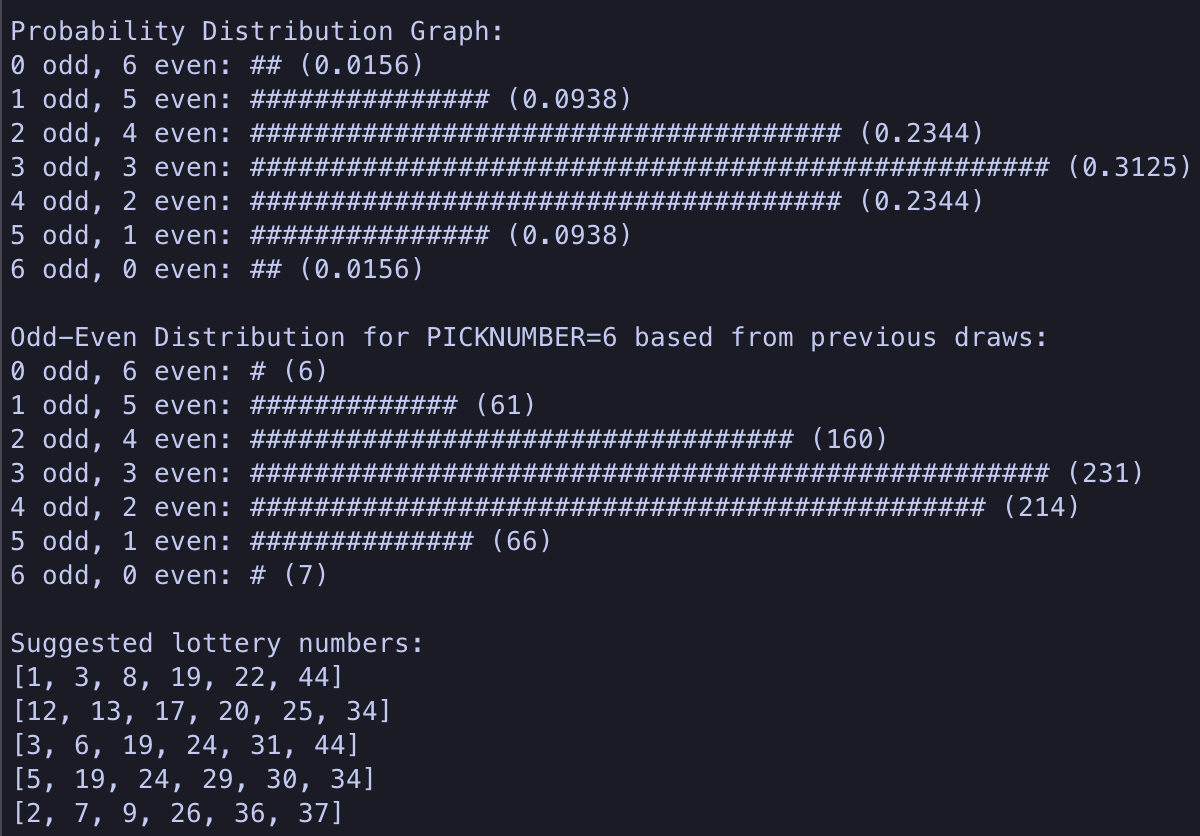 Probability Distribution Graph:
0 odd, 6 even: ## (0.0156)
1 odd, 5 even: ############### (0.0938)
2 odd, 4 even: ##################################### (0.2344)
3 odd, 3 even: ################################################## (0.3125)
4 odd, 2 even: ##################################### (0.2344)
5 odd, 1 even: ############### (0.0938)
6 odd, 0 even: ## (0.0156)
Odd-Even Distribution for PICKNUMBER=6 based from previous draws:
0 odd, 6 even: # (6)
1 odd, 5 even: ############# (61)
2 odd, 4 even: ################################## (160)
3 odd, 3 even: ################################################## (231)
4 odd, 2 even: ############################################## (214)
5 odd, 1 even: ############## (66)
6 odd, 0 even: # (7)
Suggested lottery numbers:
[1, 3, 8, 19, 22, 44]
[12, 13, 17, 20, 25, 34]
[3, 6, 19, 24, 31, 44]
[5, 19, 24, 29, 30, 34]
[2, 7, 9, 26, 36, 37]